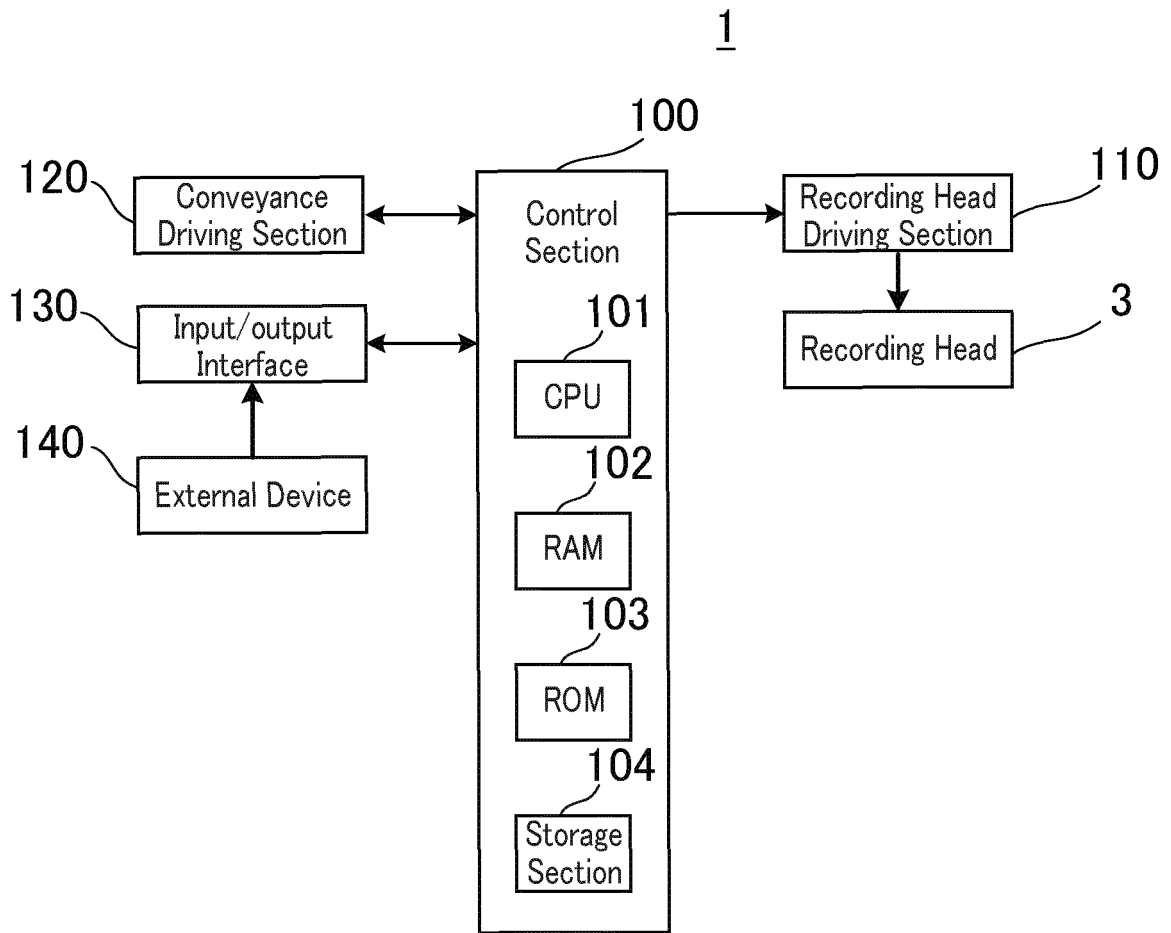 1
100
120
Conveyance
Driving Section
Control
Section
110
Recording Head
Driving Section
130
Input/output
Interface
101
CPU
3
Recording Head
140
External Device
102
RAM
103
ROM
104
Storage
Section